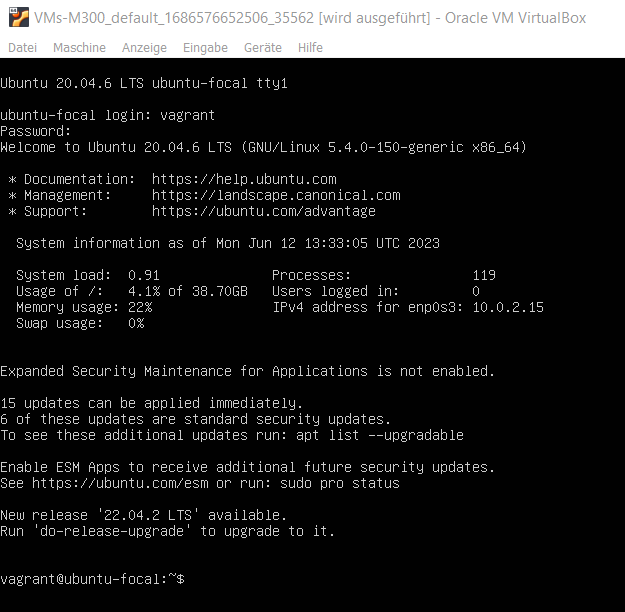 VMs-M300_default_1686576652506_35562 [wird ausgeführt] - Oracle VM VirtualBox
Datei Maschine Anzeige Eingabe Geräte Hilfe
Ubuntu 20.04.6 LTS ubuntu-focal tty1
ubuntu-focal login: vagrant
Password:
Welcome to Ubuntu 20.04.6 LTS (GNU/Linux 5.4.0-150-generic x86_64)
* Documentation: https://help.ubuntu.com
* Management: https://landscape.canonical.com
* Support: https://ubuntu.com/advantage
System information as of Mon Jun 12 13:33:05 UTC 2023
System load: 0.91 Processes: 119
Usage of /: 4.1% of 38.70GB Users logged in: 0
Memory usage: 22% IPv4 address for enp0s3: 10.0.2.15
Swap usage: 0%
Expanded Security Maintenance for Applications is not enabled.
15 updates can be applied immediately.
6 of these updates are standard security updates.
To see these additional updates run: apt list --upgradable
Enable ESM Apps to receive additional future security updates.
See https://ubuntu.com/esm or run: sudo pro status
New release '22.04.2 LTS' available.
Run 'do-release-upgrade' to upgrade to it.
vagrant@ubuntu-focal:~$